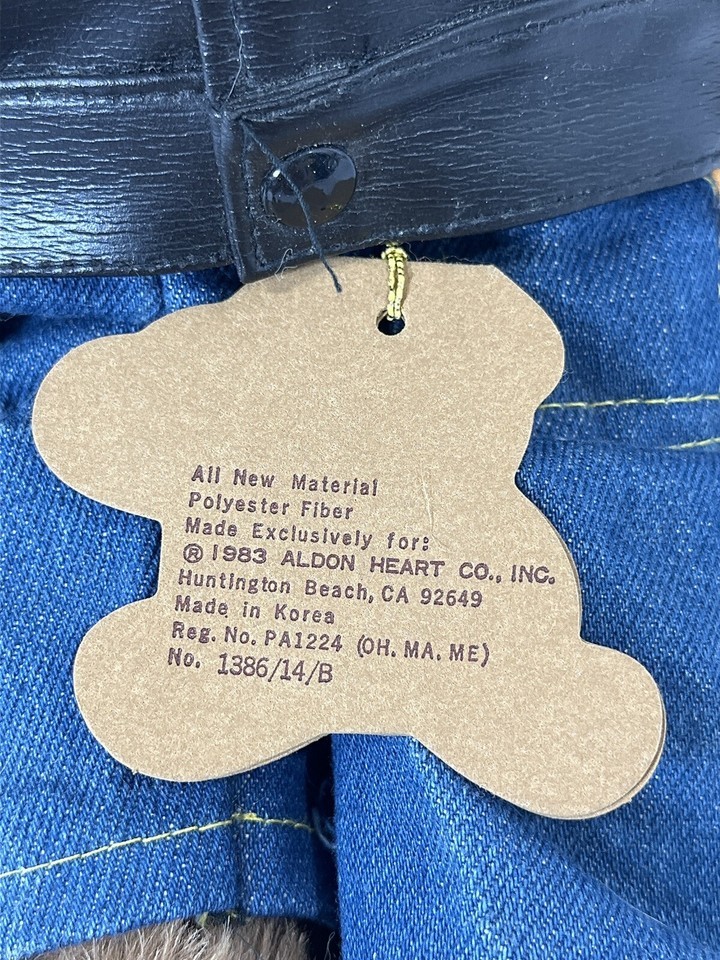 All New Material
Polyester Fiber
Made Exclusively for:
® 1983 ALDON HEART CO., INC.
Huntington Beach, CA 92649
Made in Korea
Reg. No. PA1224 (OH. MA. ME)
No. 1386/14/B